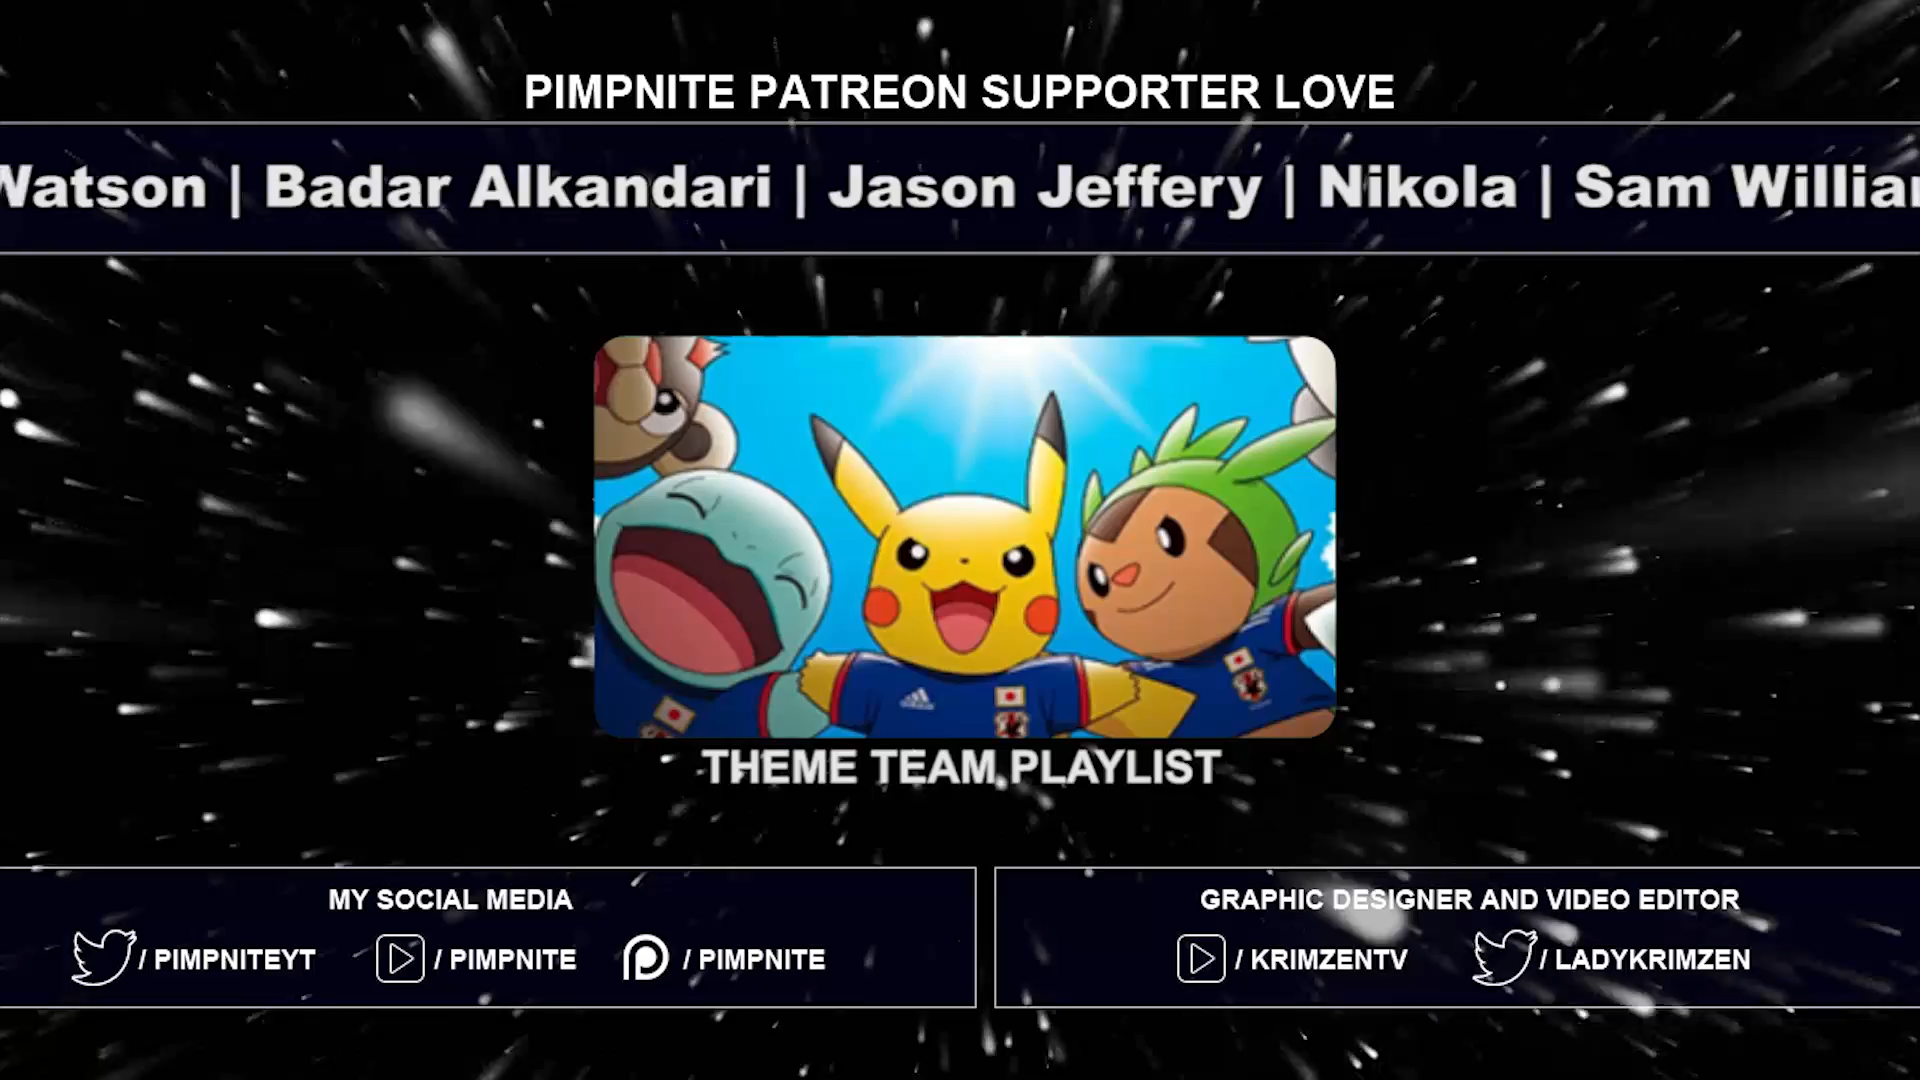 PIMPNITE PATREON SUPPORTER LOVE
Watson | Badar Alkandari | Jason Jeffery | Nikola | Sam
THEME TEAM PLAYLIST
MY SOCIAL MEDIA
/ PIMPNITEYT / PIMPNITE / PIMPNITE
GRAPHIC DESIGNER AND VIDEO EDITOR
/ KRIMZENTV / LADYKRIMZEN